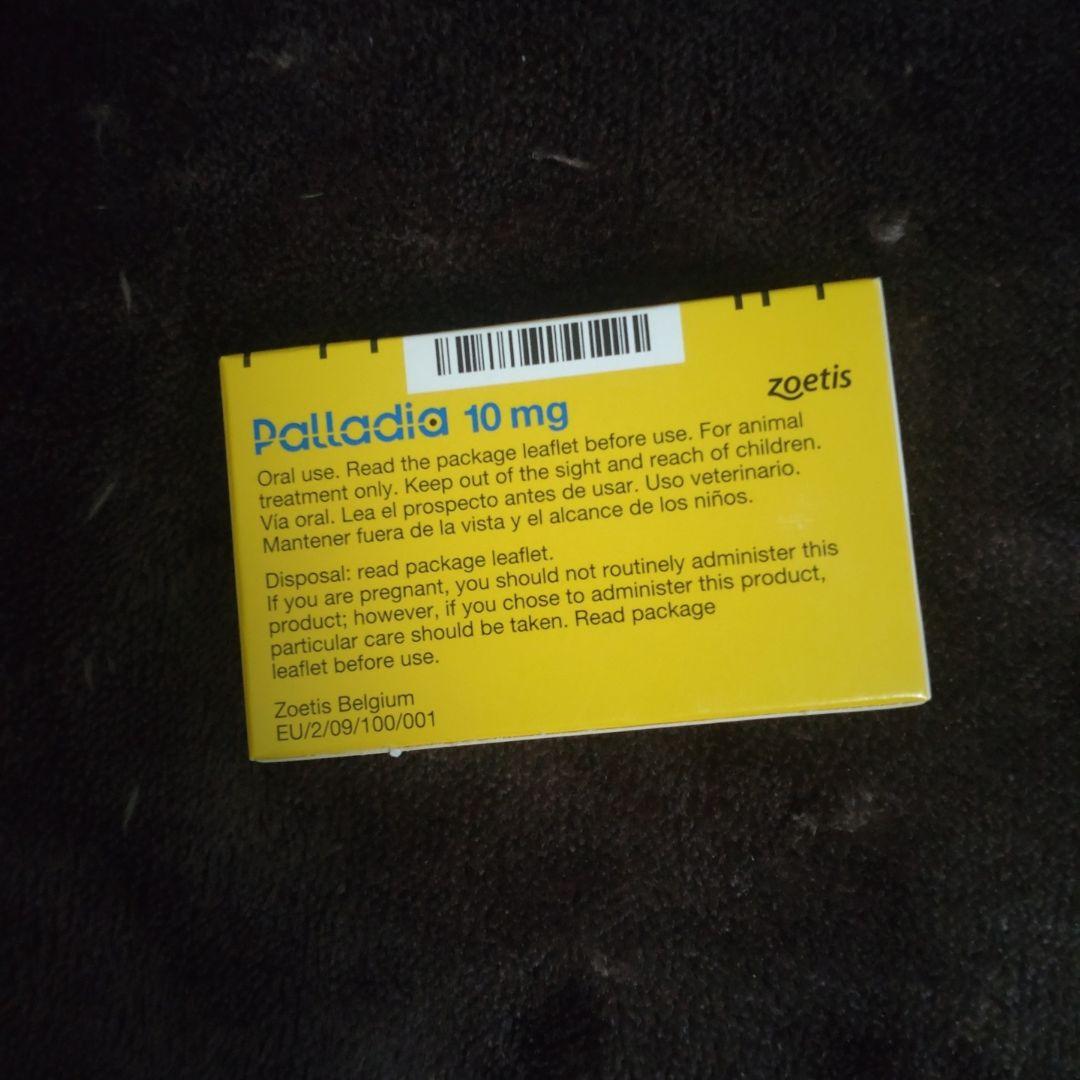 zoetis
Palladia 10 mg
Oral use. Read the package leaflet before use. For animal
treatment only. Keep out of the sight and reach of children.
Vía oral. Lea el prospecto antes de usar. Uso veterinario.
Mantener fuera de la vista y el alcance de los niños.
Disposal: read package leaflet.
If you are pregnant, you should not routinely administer this
product; however, if you chose to administer this product,
particular care should be taken. Read package
leaflet before use.
Zoetis Belgium
EU/2/09/100/001